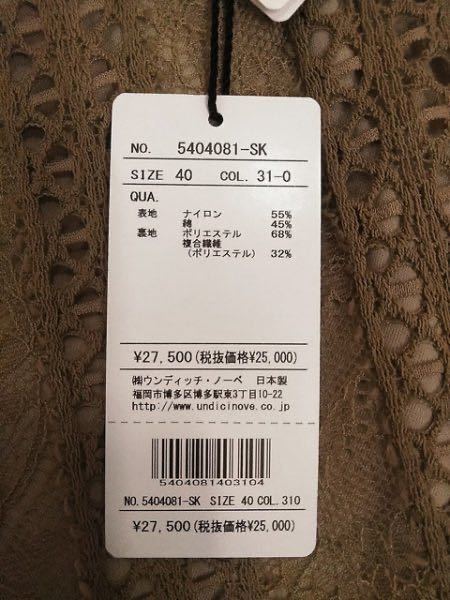 NO. 5404081-SK
SIZE 40 COL. 31-0
QUA.
表地 ナイロン 55%
綿 45%
裏地 ポリエステル 68%
複合繊維
(ポリエステル) 32%
¥27,500(税抜価格¥25,000)
㈱ウンディッチ・ノーベ 日本製
福岡市博多区博多駅東3丁目10-22
http://www.undicinove.co.jp
5404081403104
NO.5404081-SK SIZE 40 COL.310
¥27,500(税抜価格¥25,000)